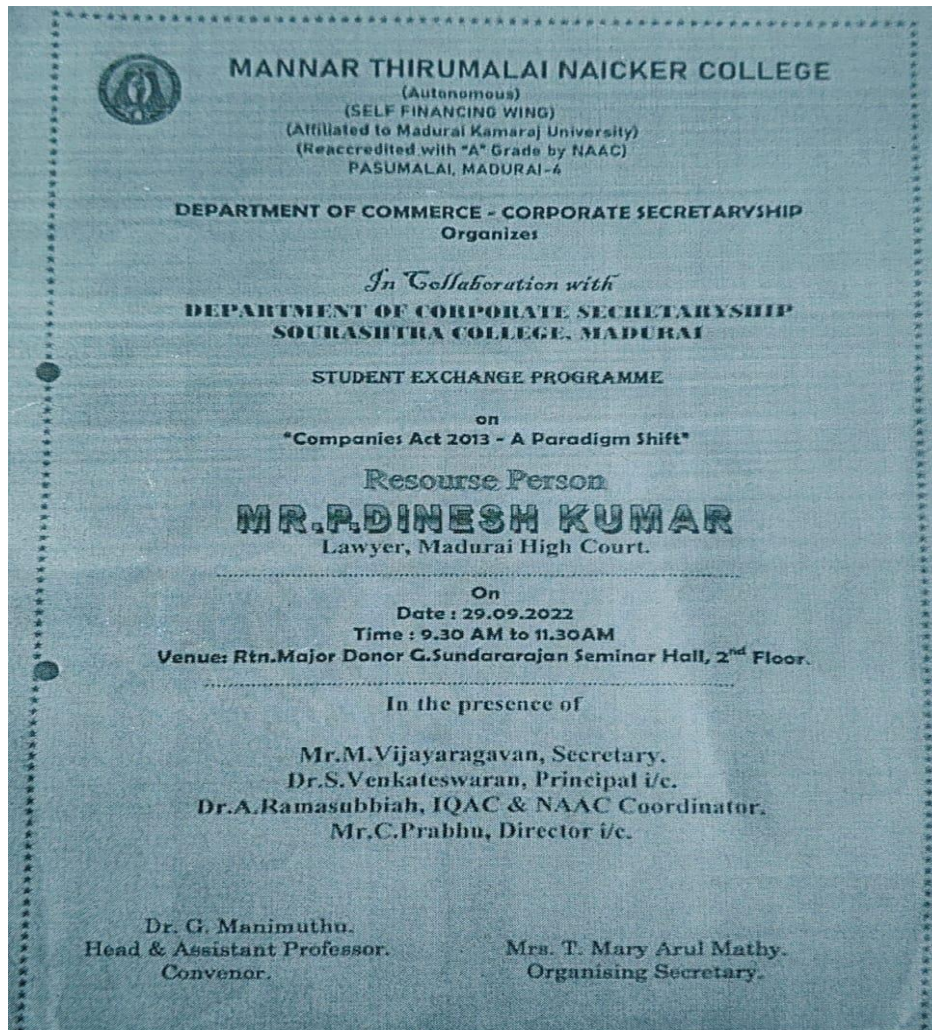 MANNAR THIRUMALAI NAICKER COLLEGE
(Autonomous)
(SELF FINANCING WING)
(Affiliated to Madurai Kamaraj University)
(Reaccredited with "A" Grade by NAAC)
PASUMALAI, MADURAI-4
DEPARTMENT OF COMMERCE - CORPORATE SECRETARYSHIP
Organizes
In Collaboration with
DEPARTMENT OF CORPORATE SECRETARYSHIP
SOURASHTRA COLLEGE, MADURAI
STUDENT EXCHANGE PROGRAMME
on
"Companies Act 2013 - A Paradigm Shift"
Resourse Person
MR.P.DINESH KUMAR
Lawyer, Madurai High Court.
On
Date : 29.09.2022
Time : 9.30 AM to 11.30AM
Venue: Rtn.Major Donor G.Sundararajan Seminar Hall, 2nd Floor.
In the presence of
Mr.M.Vijayaragavan, Secretary.
Dr.S.Venkateswaran, Principal i/c.
Dr.A.Ramasubbiah, IQAC & NAAC Coordinator.
Mr.C.Prabhu, Director i/c.
Dr. G. Manimuthu.
Head & Assistant Professor.
Convenor.
Mrs. T. Mary Arul Mathy.
Organising Secretary.